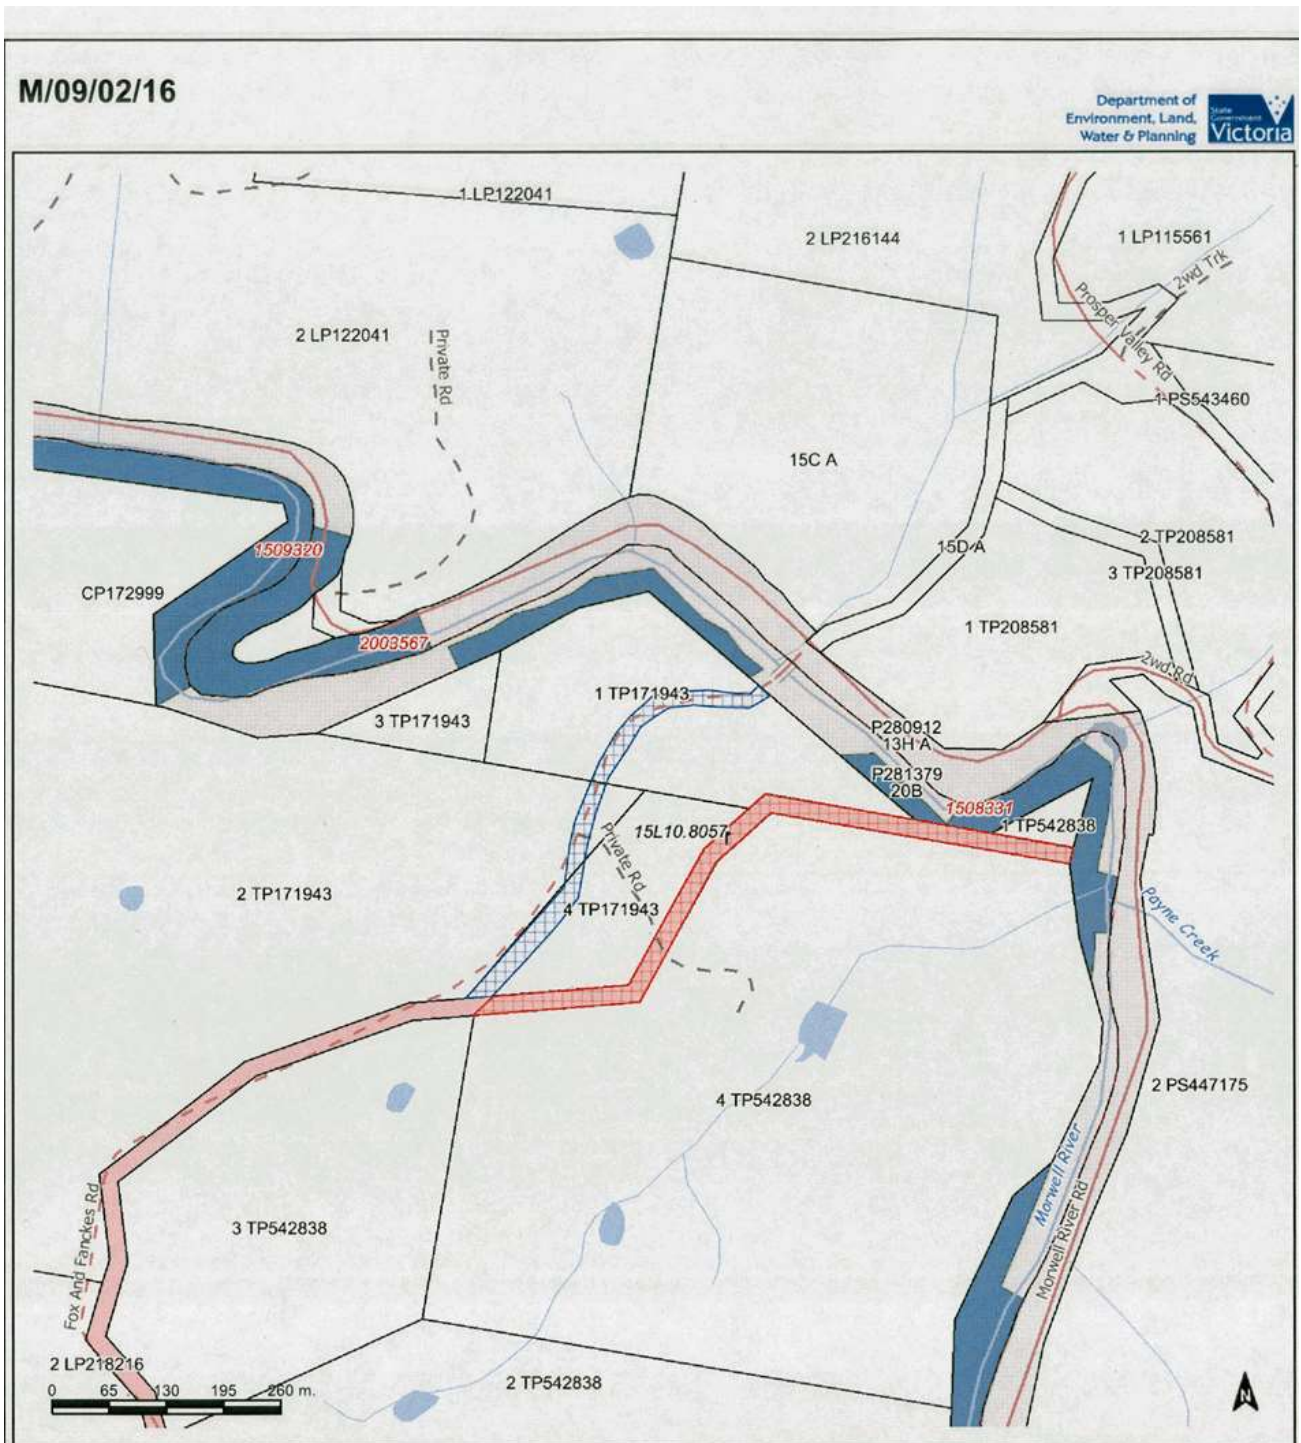 M/09/02/16
Department of
Environment, Land,
Water & Planning
State
Government
Victoria
1 LP122041
2 LP216144
1 LP115561
2wd Trk
2 LP122041
Private Rd
Prosper Valley Rd
1 PS543460
15C A
1509320
15D A
2 TP208581
3 TP208581
CP172999
2003567
1 TP208581
2wd Rd
1 TP171943
3 TP171943
P280912
13H A
P281379
20B
1508331
1 TP542838
15L10.8057
Private Rd
2 TP171943
4 TP171943
Payne Creek
4 TP542838
2 PS447175
Morwell River
Morwell River Rd
3 TP542838
Fox And Fanckes Rd
2 LP218216
0 65 130 195 260 m.
2 TP542838
N